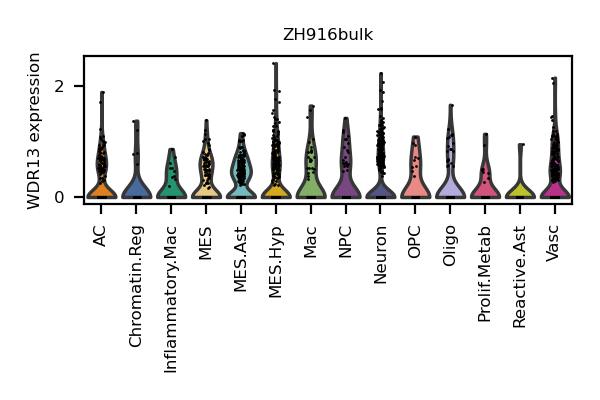 ZH916bulk
WDR13 expression
2
0
AC
Chromatin.Reg
Inflammatory.Mac
MES
MES.Ast
MES.Hyp
Mac
NPC
Neuron
OPC
Oligo
Prolif.Metab
Reactive.Ast
Vasc